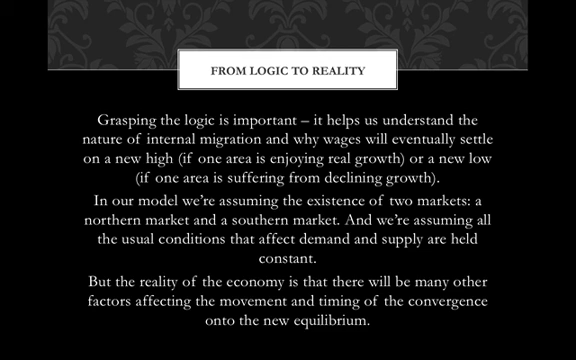 FROM LOGIC TO REALITY
Grasping the logic is important – it helps us understand the
nature of internal migration and why wages will eventually settle
on a new high (if one area is enjoying real growth) or a new low
(if one area is suffering from declining growth).
In our model we're assuming the existence of two markets: a
northern market and a southern market. And we're assuming all
the usual conditions that affect demand and supply are held
constant.
But the reality of the economy is that there will be many other
factors affecting the movement and timing of the convergence
onto the new equilibrium.